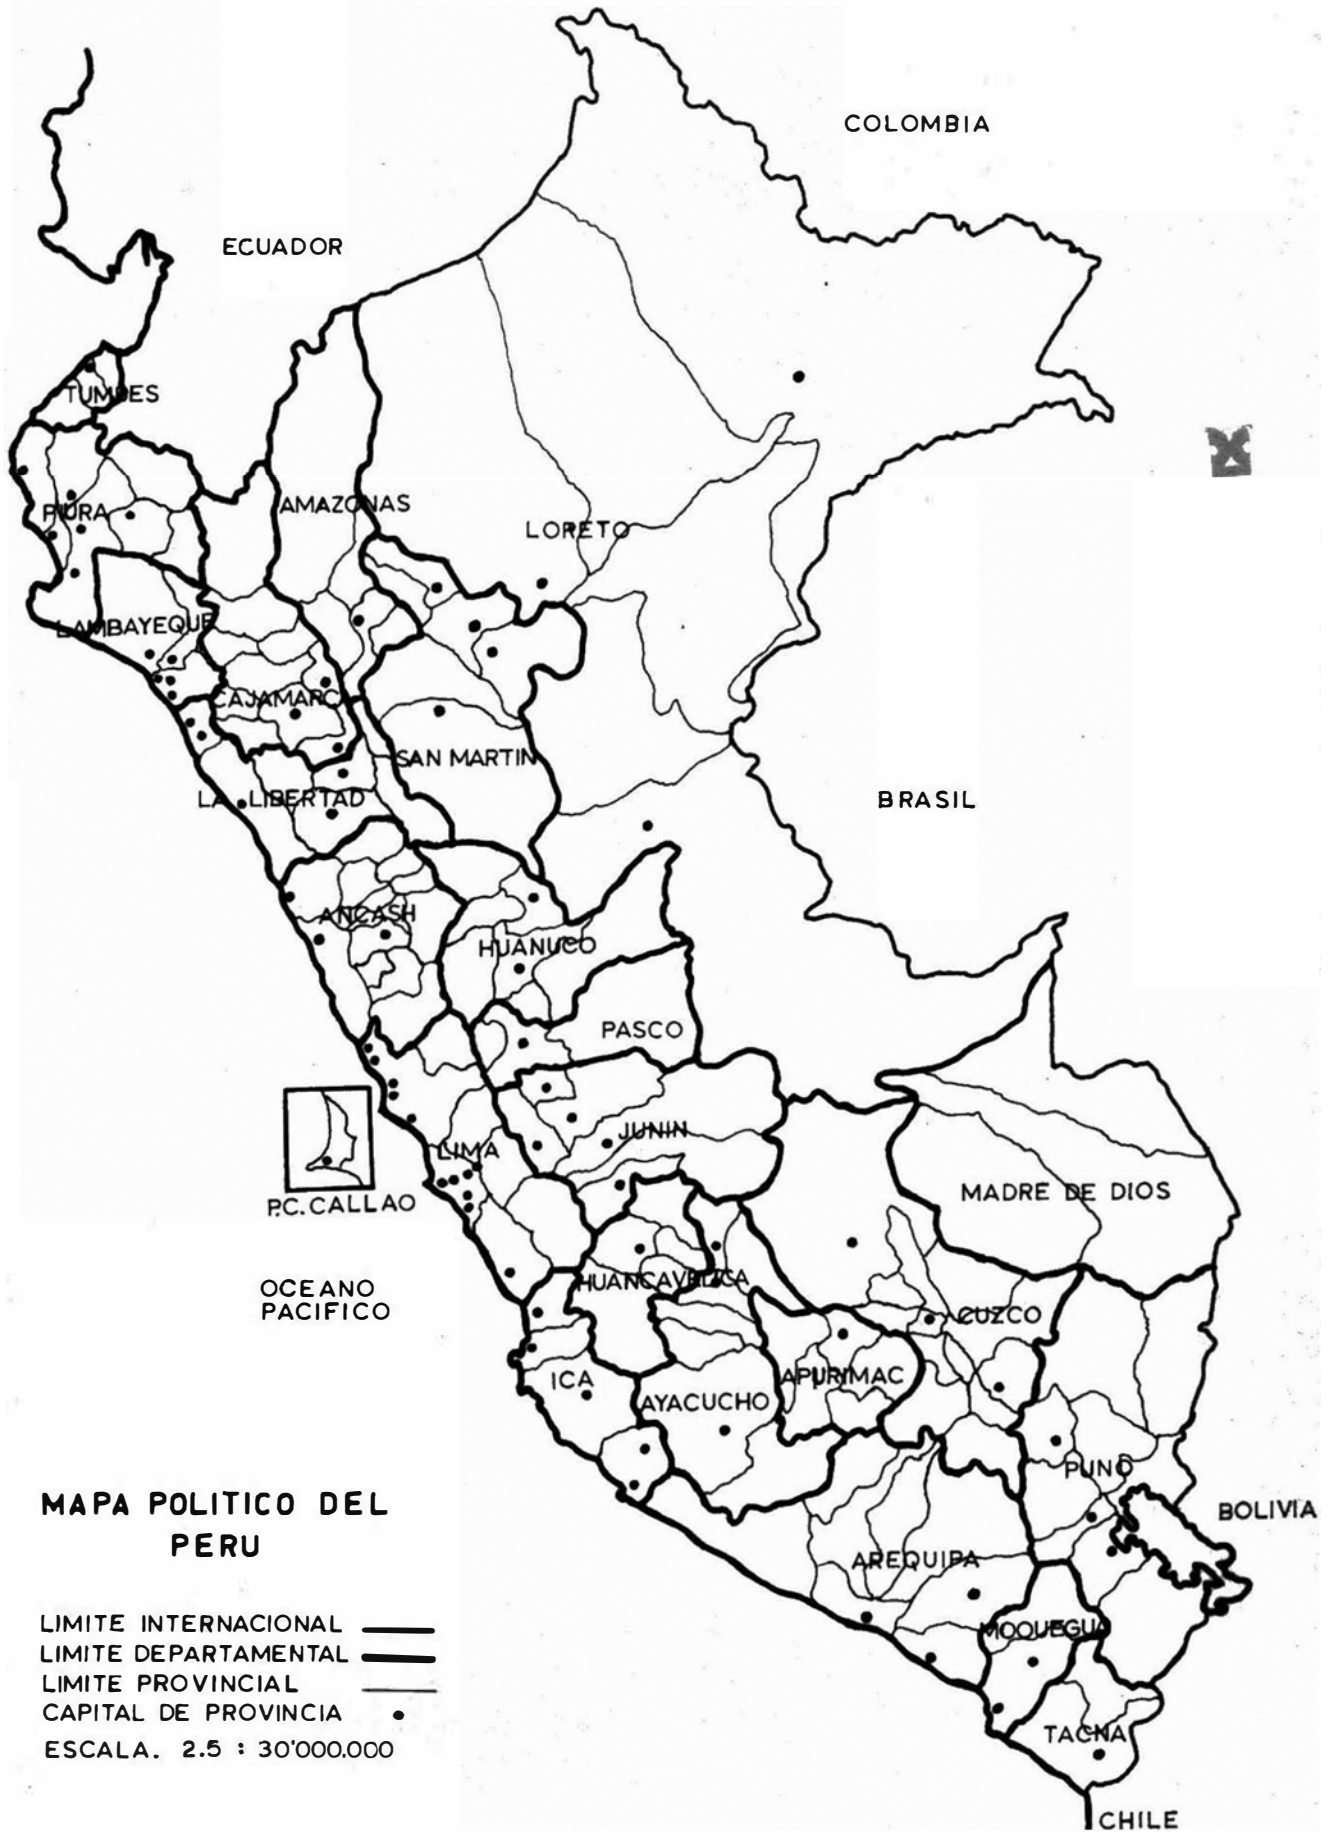 COLOMBIA
ECUADOR
TUMBES
PIURA
AMAZONAS
LORETO
LAMBAYEQUE
CAJAMARCA
SAN MARTIN
LA LIBERTAD
BRASIL
ANCASH
HUANUCO
PASCO
JUNIN
LIMA
P.C. CALLAO
MADRE DE DIOS
HUANCAVELICA
OCEANO
PACIFICO
CUZCO
ICA
APURIMAC
AYACUCHO
PUNO
BOLIVIA
AREQUIPA
MOQUEGUA
TACNA
CHILE
MAPA POLITICO DEL
PERU
LIMITE INTERNACIONAL
LIMITE DEPARTAMENTAL
LIMITE PROVINCIAL
CAPITAL DE PROVINCIA
ESCALA. 2.5 : 30'000.000